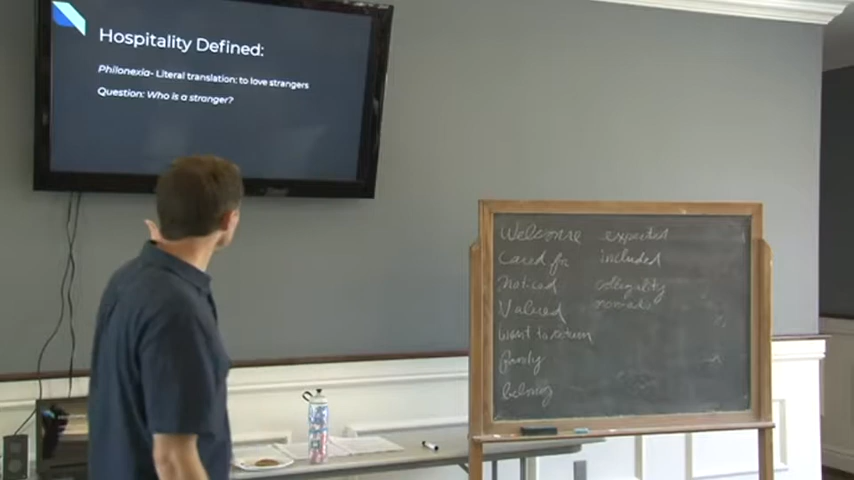 Hospitality Defined:
Philonexia- Literal translation: to love strangers
Question: Who is a stranger?
Welcome
Cared for
Noticed
Valued
Want to return
Family
belong
expected
included
collegiality